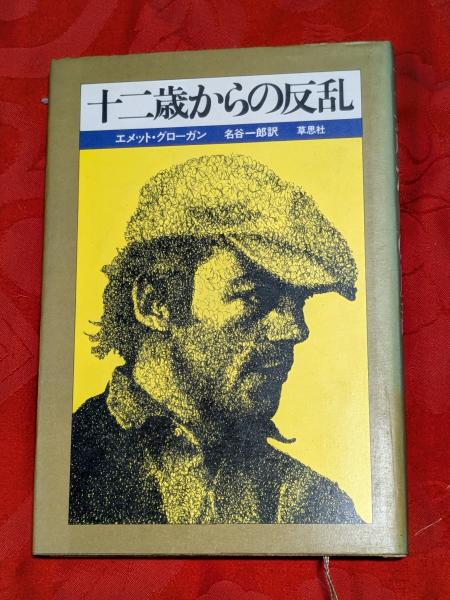 十二歳からの反乱
エメット・グローガン 名谷一郎訳 草思社